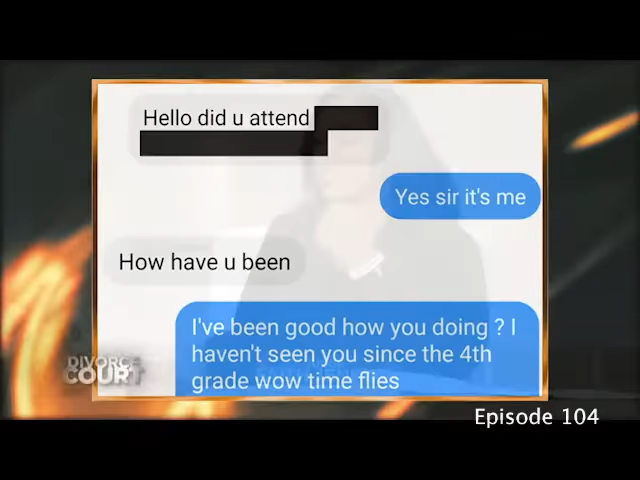 Hello did u attend
Yes sir it's me
How have u been
I've been good how you doing ? I
haven't seen you since the 4th
grade wow time flies
DIVORCE
COURT
Episode 104